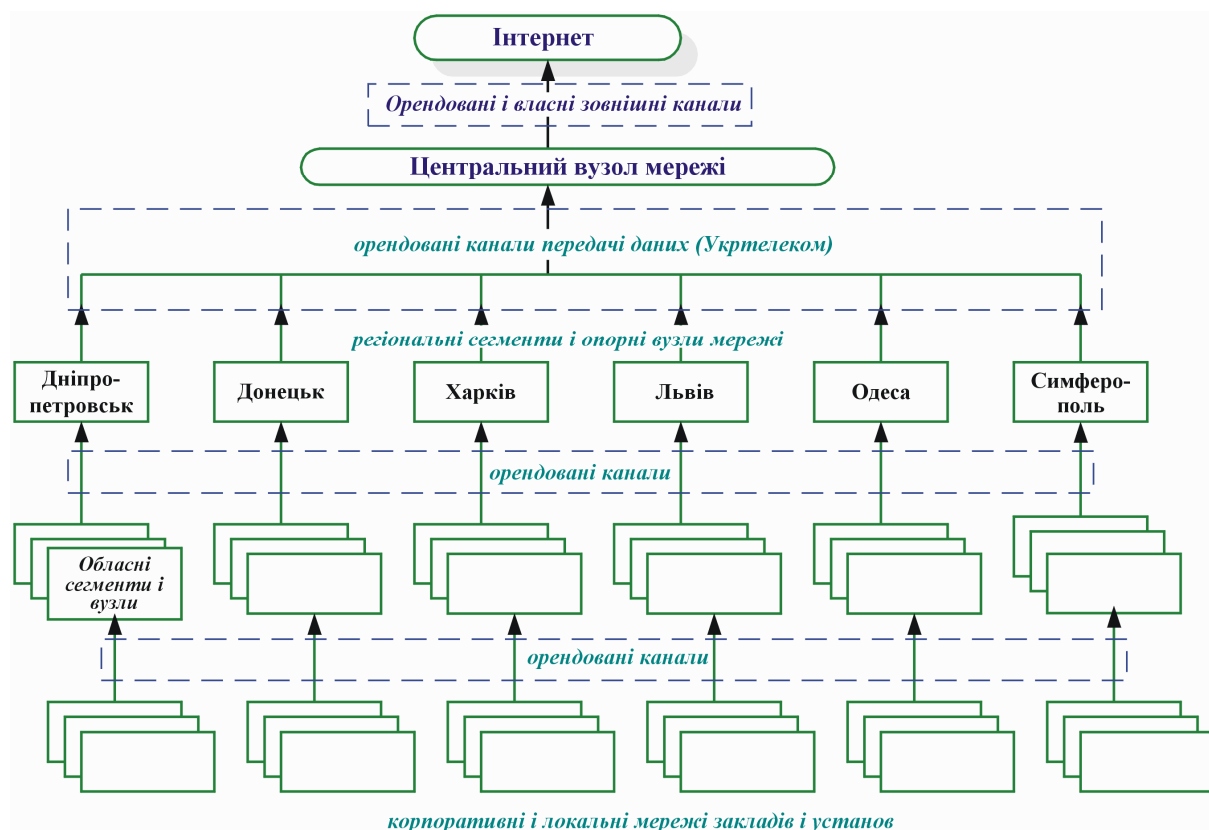 Інтернет
Орендовані і власні зовнішні канали
Центральний вузол мережі
орендовані канали передачі даних (Укртелеком)
регіональні сегменти і опорні вузли мережі
Дніпро-
петровськ
Донецьк
Харків
Львів
Одеса
Симферо-
поль
орендовані канали
Обласні
сегменти і
вузли
орендовані канали
корпоративні і локальні мережі закладів і установ